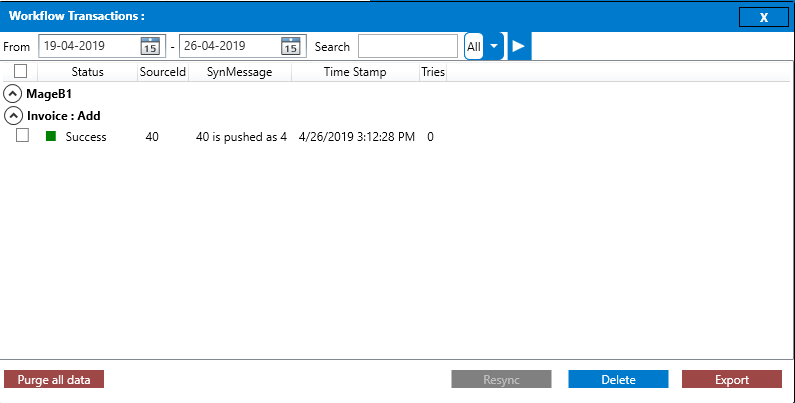 Workflow Transactions : X
From 19-04-2019 15 - 26-04-2019 15 Search All
Status SourceId SynMessage Time Stamp Tries
MageB1
Invoice : Add
Success 40 40 is pushed as 4 4/26/2019 3:12:28 PM 0
Purge all data Resync Delete Export